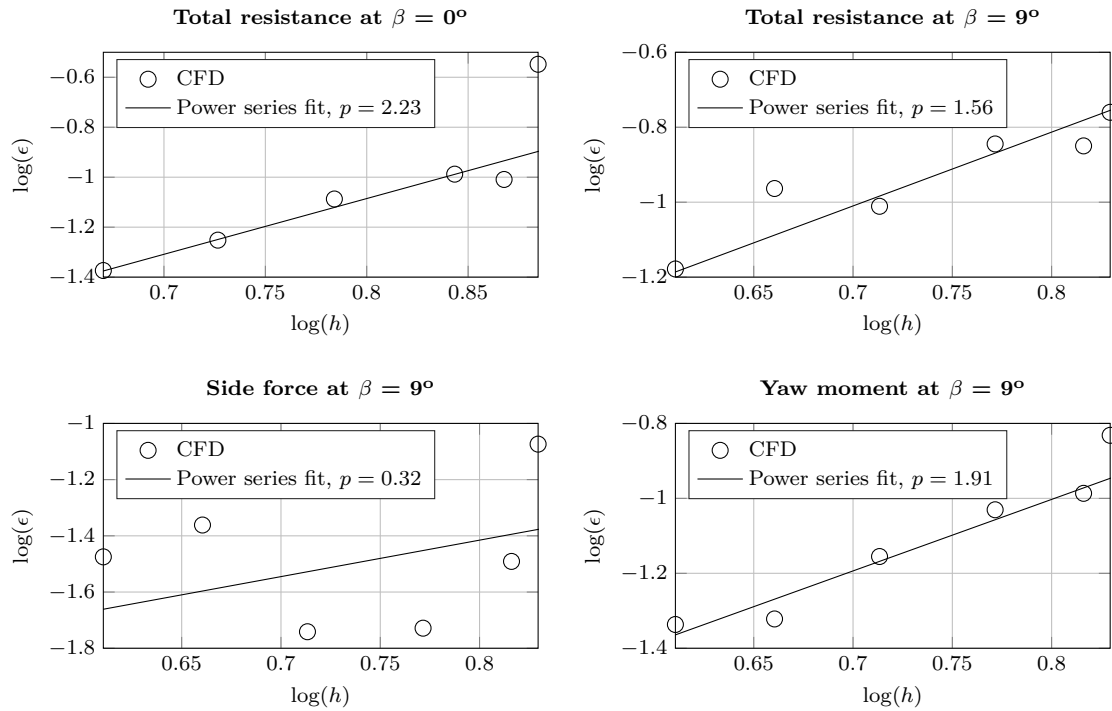 Total resistance at β = 0º
−0.6
−0.8
−1
−1.2
−1.4
log(ϵ)
CFD
Power series fit, p = 2.23
0.7
0.75
0.8
0.85
log(h)
Total resistance at β = 9º
−0.6
−0.8
−1
−1.2
log(ϵ)
CFD
Power series fit, p = 1.56
0.65
0.7
0.75
0.8
log(h)
Side force at β = 9º
−1
−1.2
−1.4
−1.6
−1.8
log(ϵ)
CFD
Power series fit, p = 0.32
0.65
0.7
0.75
0.8
log(h)
Yaw moment at β = 9º
−0.8
−1
−1.2
−1.4
log(ϵ)
CFD
Power series fit, p = 1.91
0.65
0.7
0.75
0.8
log(h)